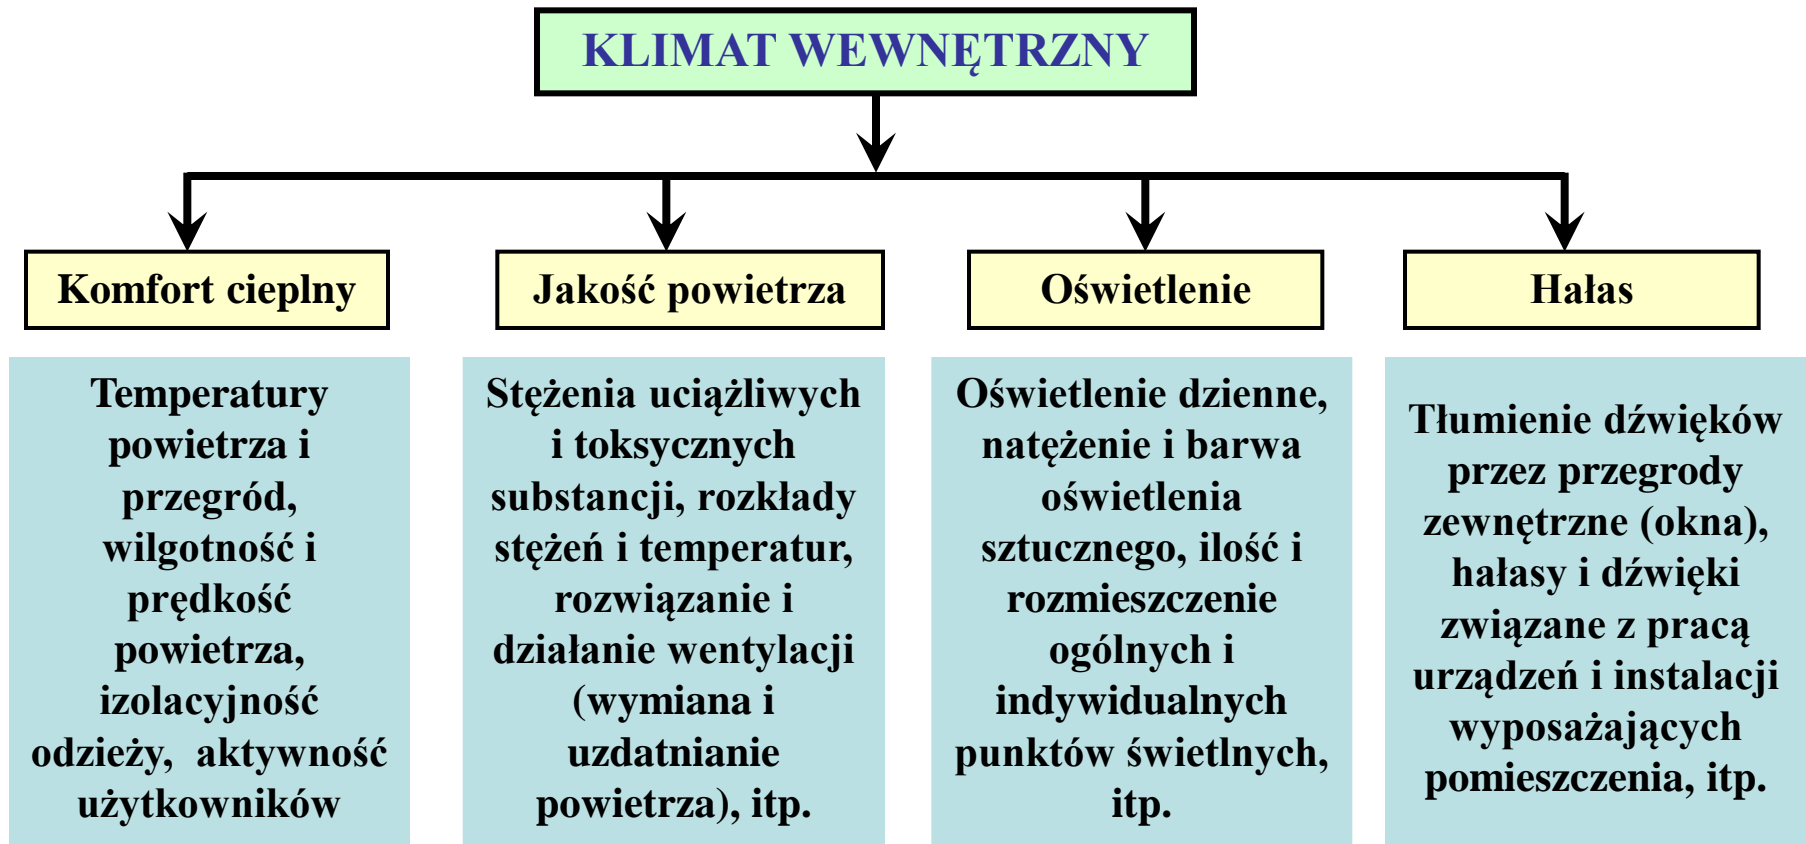 KLIMAT WEWNĘTRZNY
Komfort cieplny
Jakość powietrza
Oświetlenie
Hałas
Temperatury
powietrza i
przegród,
wilgotność i
prędkość
powietrza,
izolacyjność
odzieży, aktywność
użytkowników
Stężenia uciążliwych
i toksycznych
substancji, rozkłady
stężeń i temperatur,
rozwiązanie i
działanie wentylacji
(wymiana i
uzdatnianie
powietrza), itp.
Oświetlenie dzienne,
natężenie i barwa
oświetlenia
sztucznego, ilość i
rozmieszczenie
ogólnych i
indywidualnych
punktów świetlnych,
itp.
Tłumienie dźwięków
przez przegrody
zewnętrzne (okna),
hałasy i dźwięki
związane z pracą
urządzeń i instalacji
wyposażających
pomieszczenia, itp.